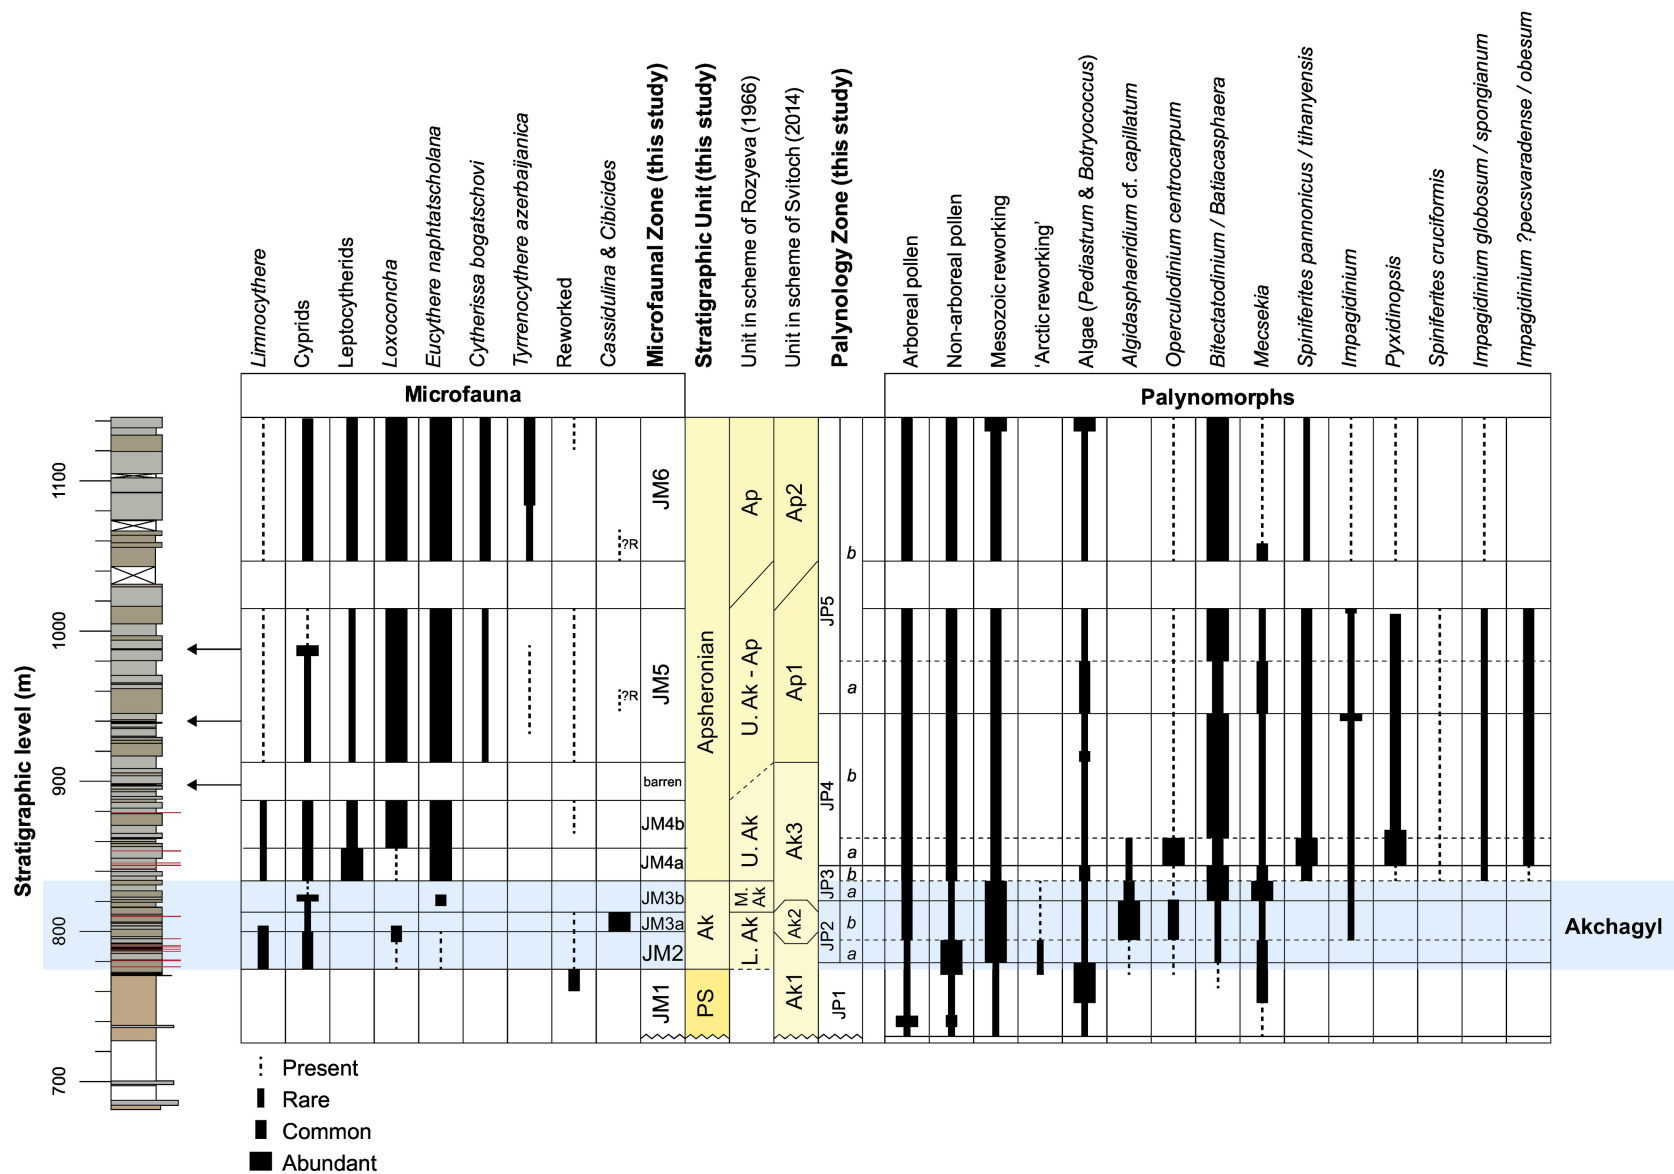 Limnocythere
Cyprids
Leptocytherids
Loxoconcha
Eucythere naphtatscholana
Cytherissa bogatschovi
Tyrrenocythere azerbaijanica
Reworked
Cassidulina & Cibicides
Microfaunal Zone (this study)
Stratigraphic Unit (this study)
Unit in scheme of Rozyeva (1966)
Unit in scheme of Svitoch (2014)
Palynology Zone (this study)
Arboreal pollen
Non-arboreal pollen
Mesozoic reworking
'Arctic reworking'
Algae (Pediastrum & Botryococcus)
Algidasphaeridium cf. capillatum
Operculodinium centrocarpum
Bitectatodinium / Batiacasphaera
Mecsekia
Spiniferites pannonicus / tihanyensis
Impagidinium
Pyxidinopsis
Spiniferites cruciformis
Impagidinium globosum / spongianum
Impagidinium ?pecsvaradense / obesum
Microfauna
Palynomorphs
Stratigraphic level (m)
1100
1000
900
800
700
?R
?R
JM6
JM5
barren
JM4b
JM4a
JM3b
JM3a
JM2
JM1
Apsheronian
Ak
PS
Ap
U. Ak - Ap
U. Ak
M.
Ak
L. Ak
Ap2
Ap1
Ak3
Ak2
Ak1
JP5
JP4
JP3
JP2
JP1
b
a
b
a
b
a
b
a
Akchagyl
Present
Rare
Common
Abundant